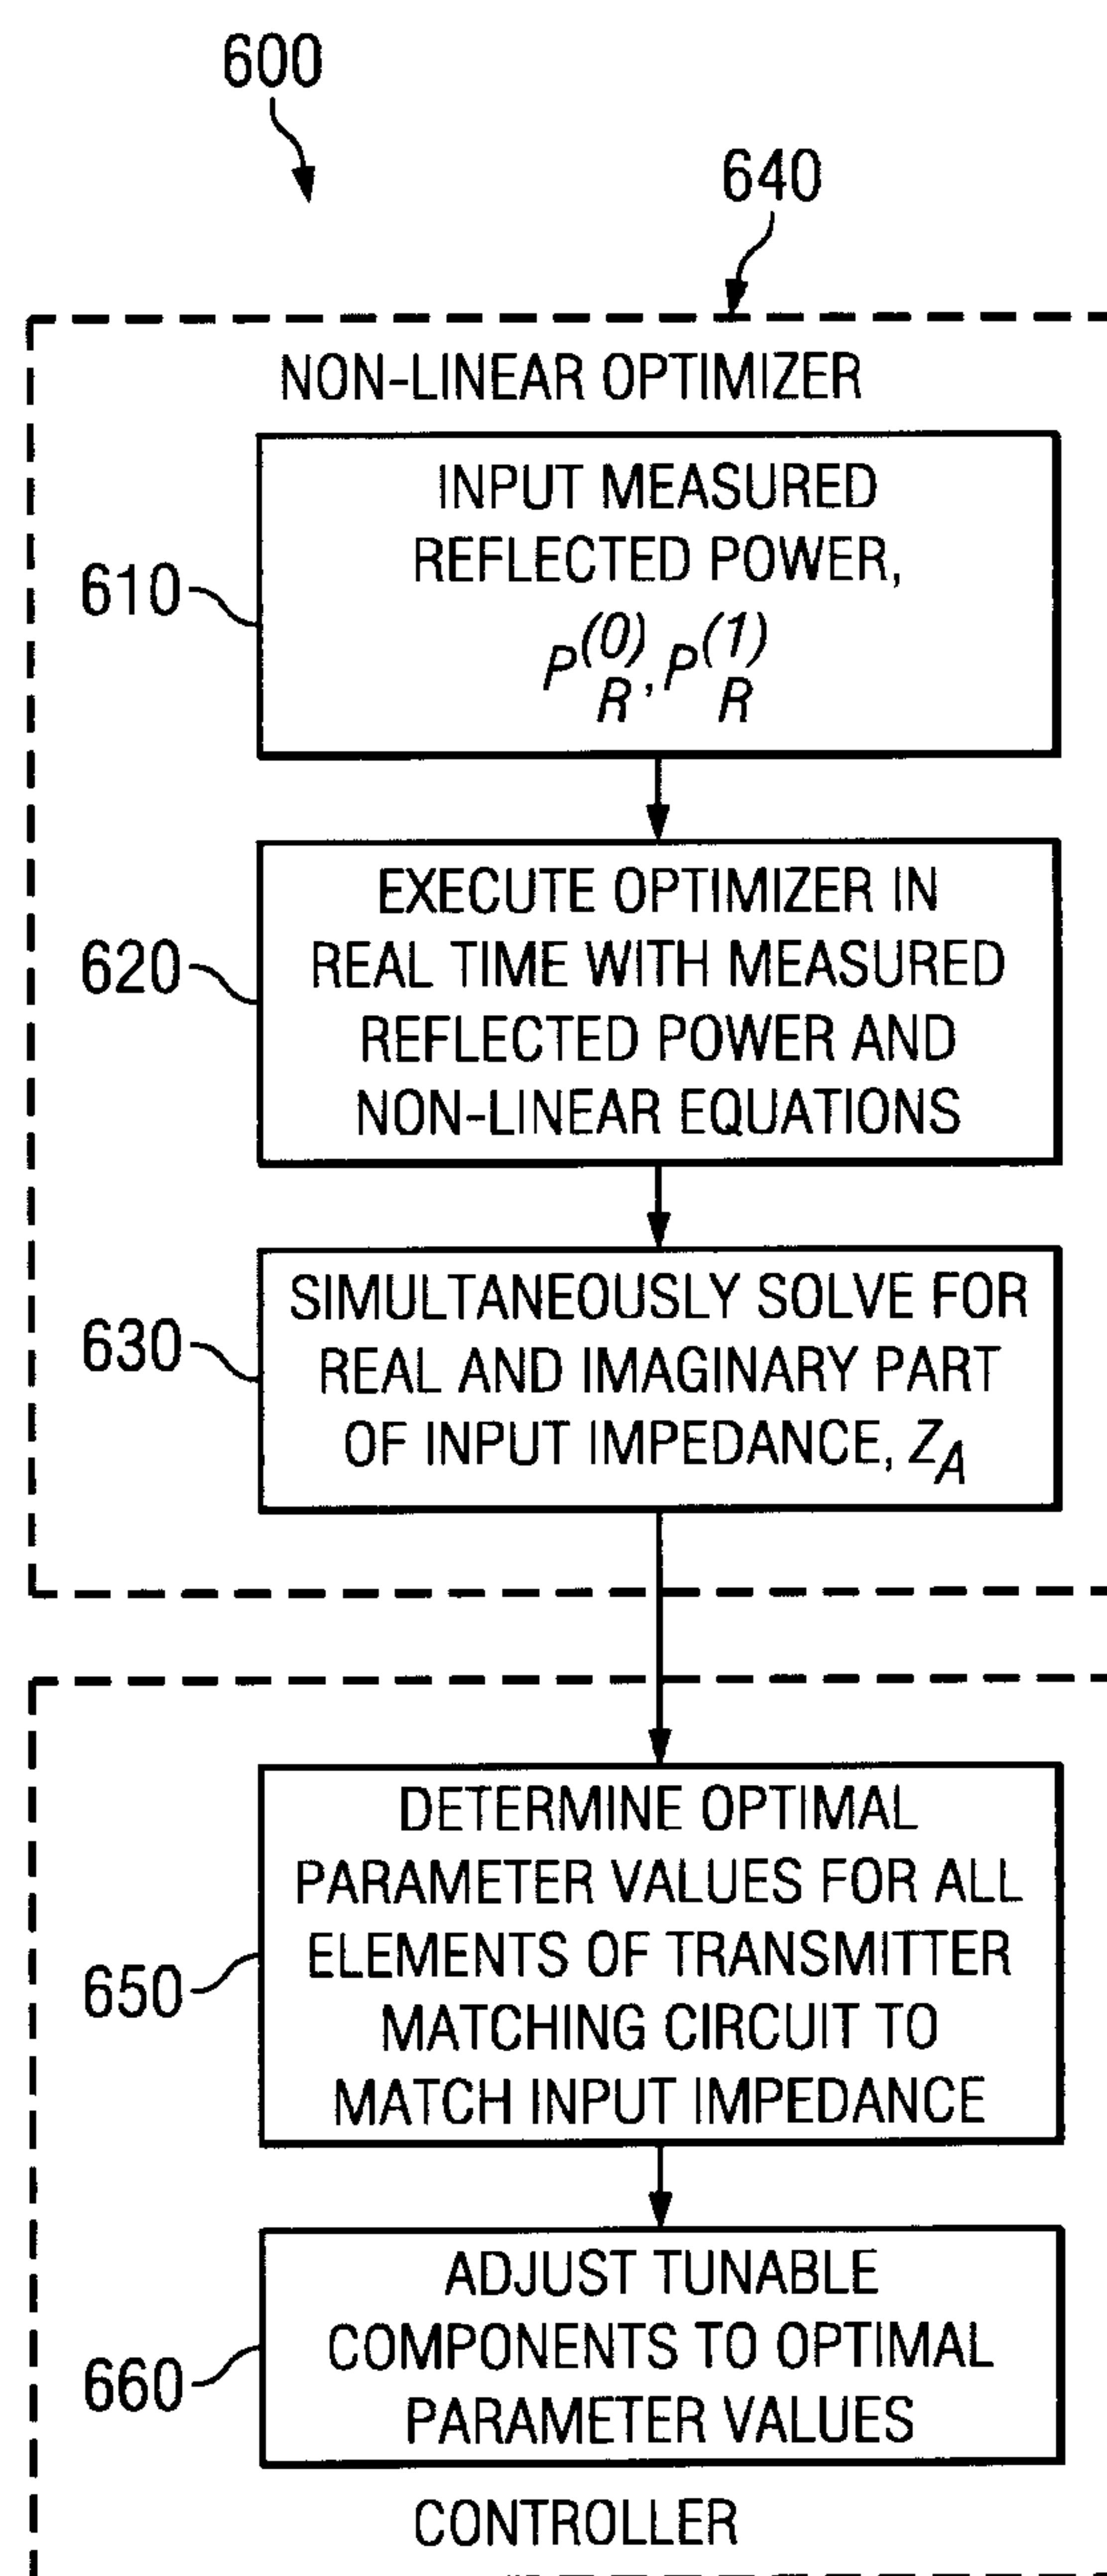 600
640
NON-LINEAR OPTIMIZER
610
INPUT MEASURED
REFLECTED POWER,
P(0)R, P(1)R
620
EXECUTE OPTIMIZER IN
REAL TIME WITH MEASURED
REFLECTED POWER AND
NON-LINEAR EQUATIONS
630
SIMULTANEOUSLY SOLVE FOR
REAL AND IMAGINARY PART
OF INPUT IMPEDANCE, ZA
650
DETERMINE OPTIMAL
PARAMETER VALUES FOR ALL
ELEMENTS OF TRANSMITTER
MATCHING CIRCUIT TO
MATCH INPUT IMPEDANCE
660
ADJUST TUNABLE
COMPONENTS TO OPTIMAL
PARAMETER VALUES
CONTROLLER